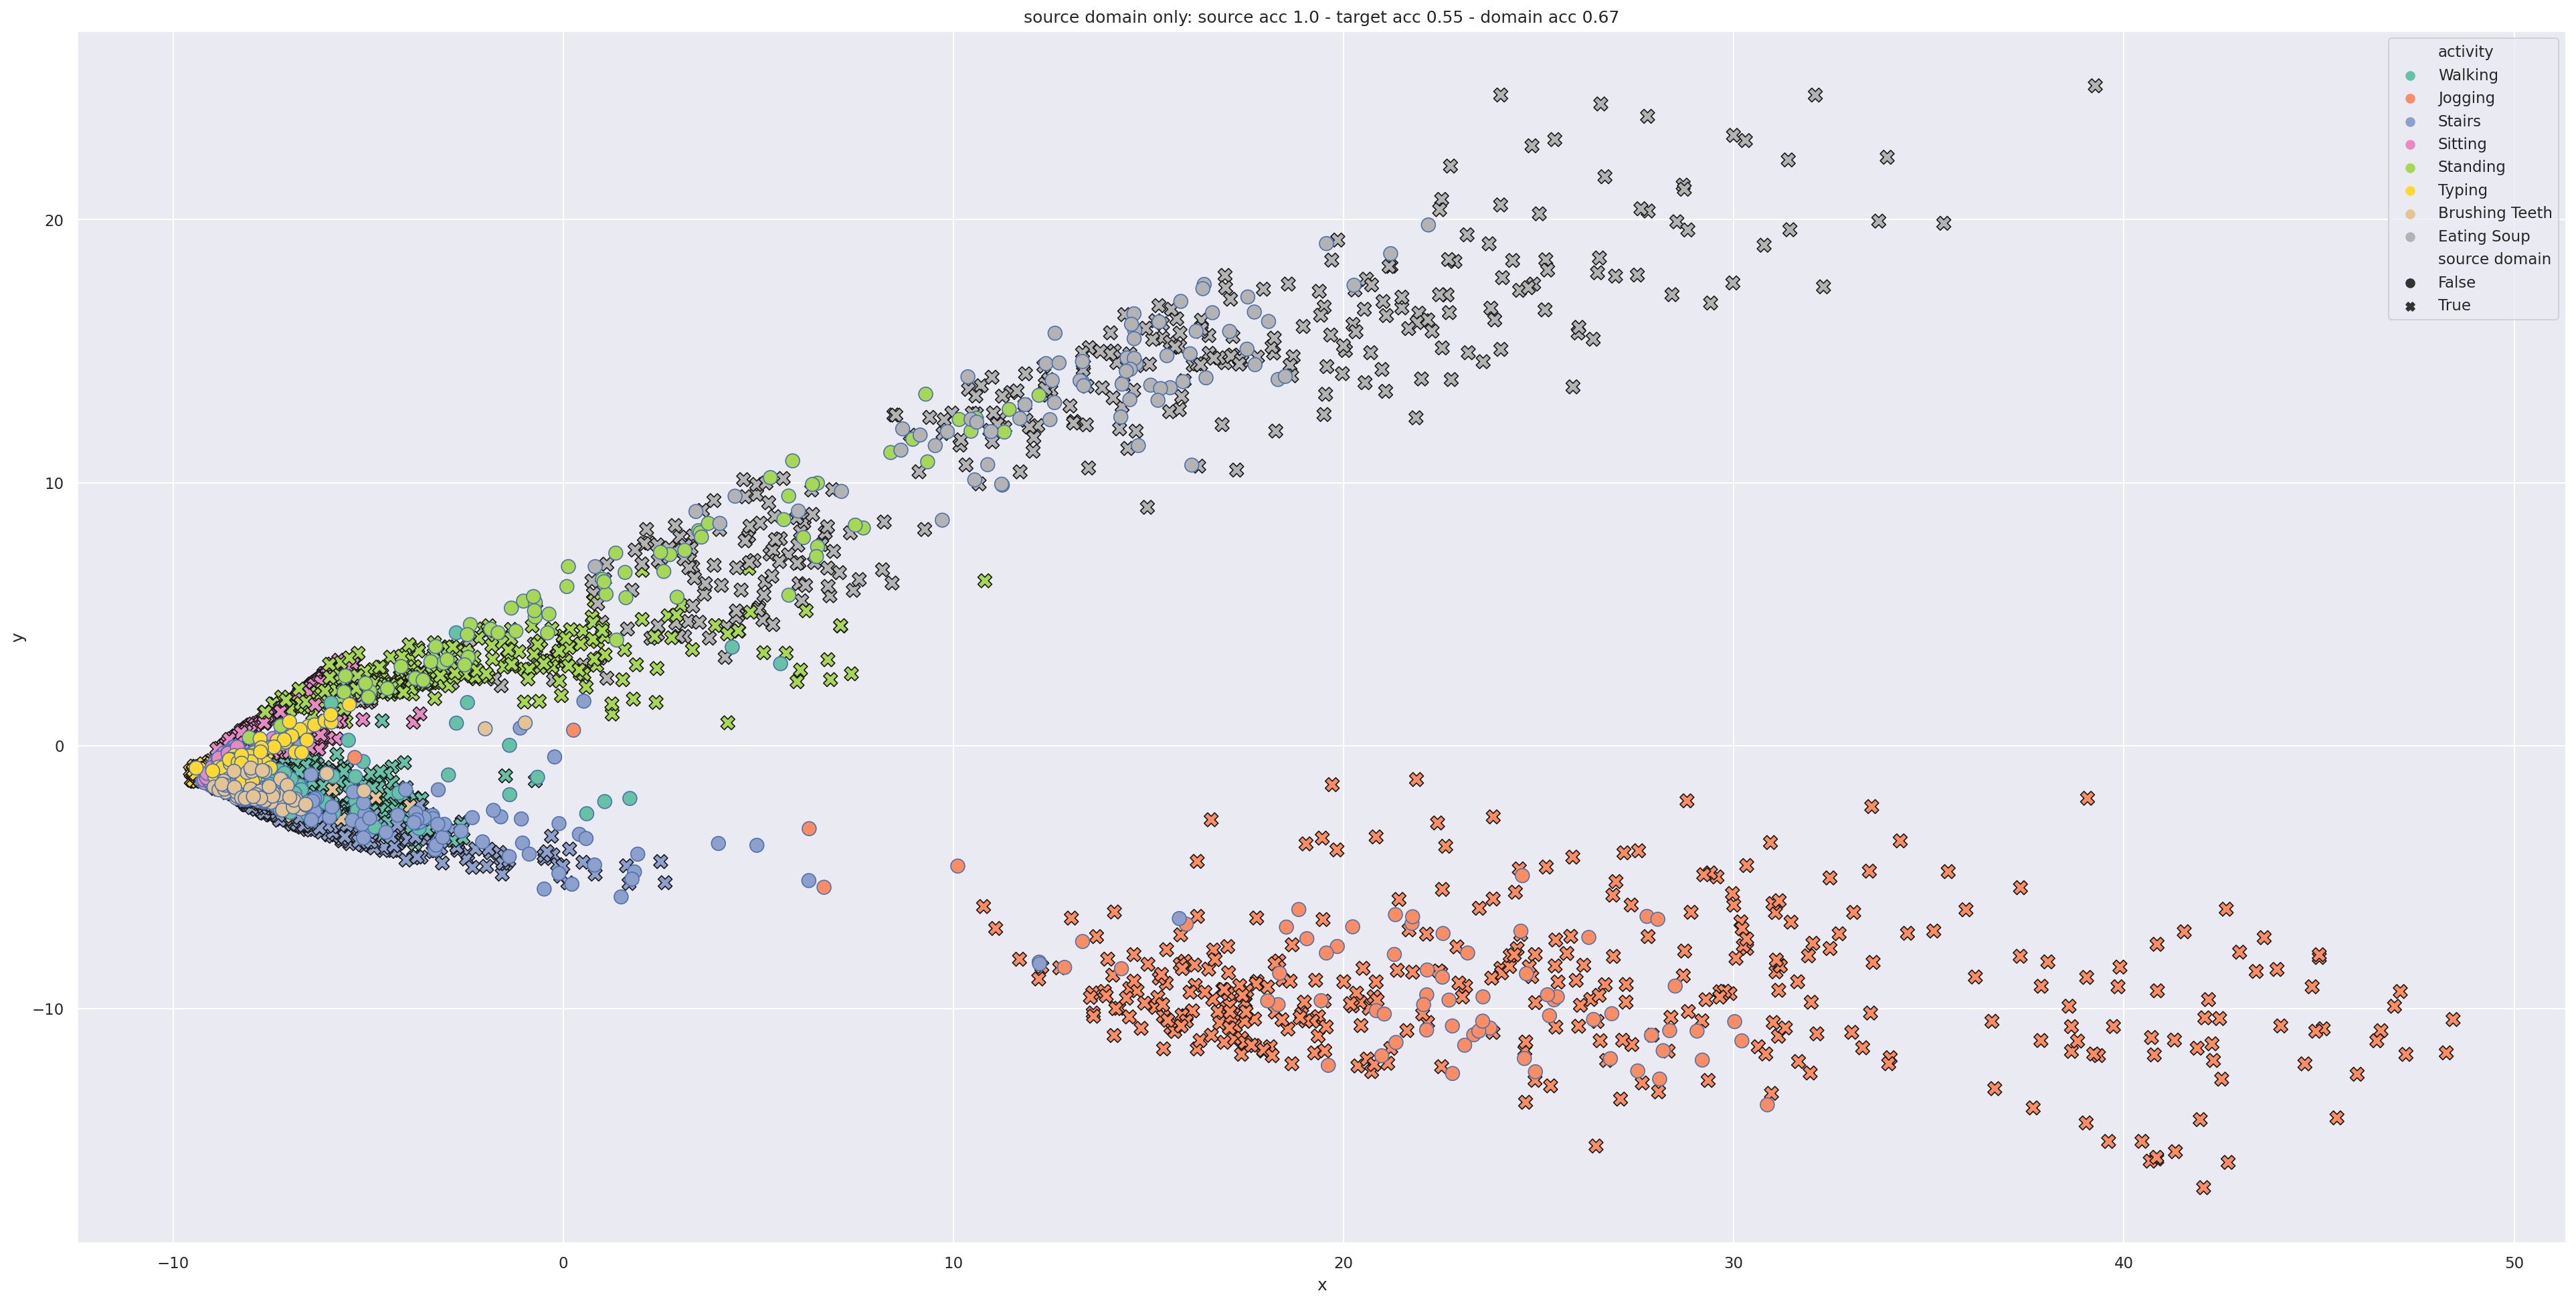 source domain only: source acc 1.0 - target acc 0.55 - domain acc 0.67
activity
Walking
Jogging
Stairs
Sitting
Standing
Typing
Brushing Teeth
Eating Soup
source domain
False
True
20
10
0
−10
y
−10 0 10 20 30 40 50
x